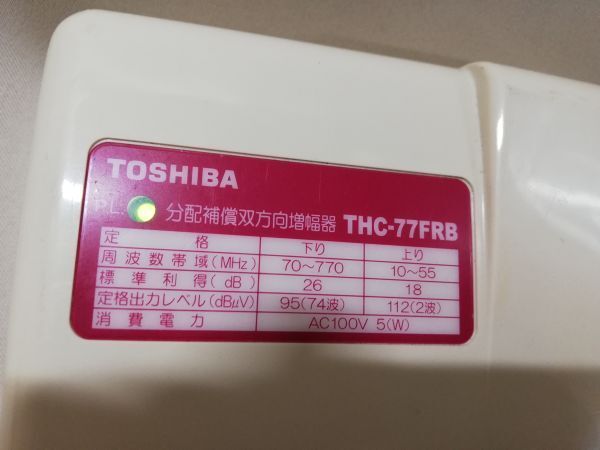 TOSHIBA
PL. 分配補償双方向増幅器 THC-77FRB
定格 下り 上り
周波数帯域(MHz) 70～770 10～55
標準利得(dB) 26 18
定格出力レベル(dBμV) 95(74波) 112(2波)
消費電力 AC100V 5(W)